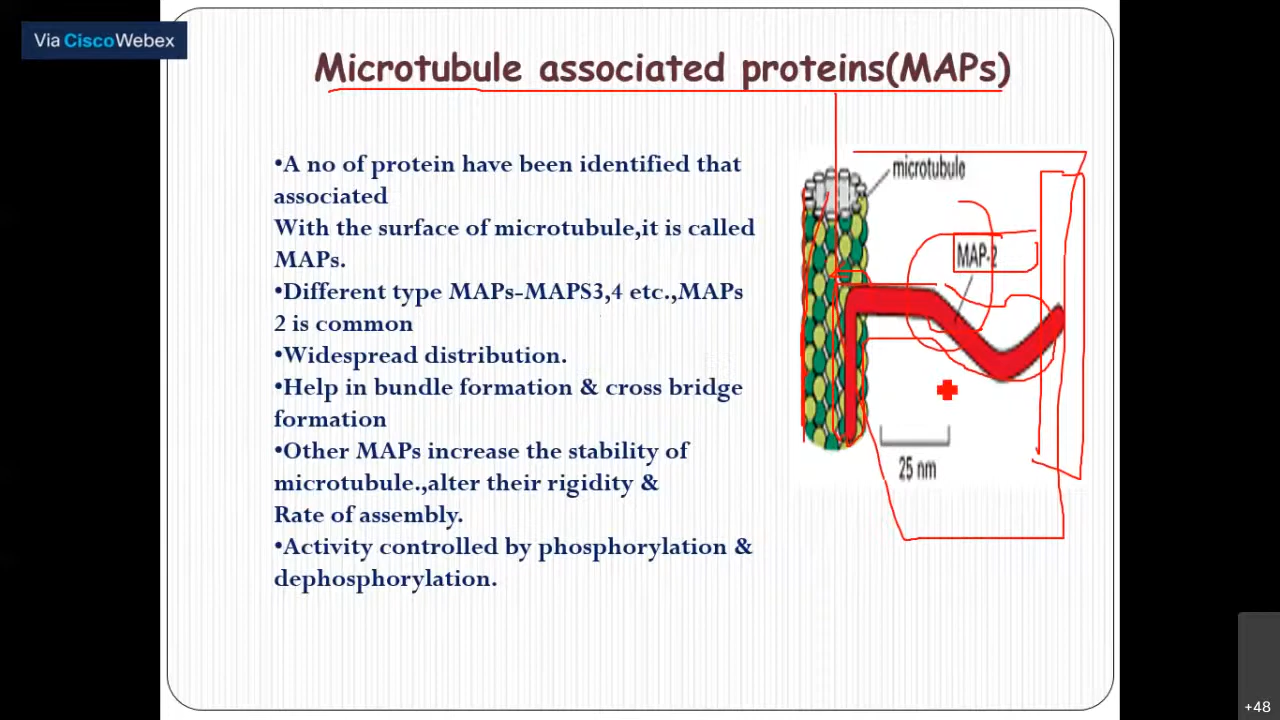 Via CiscoWebex
Microtubule associated proteins(MAPs)
•A no of protein have been identified that
associated
With the surface of microtubule,it is called
MAPs.
•Different type MAPs-MAPS3,4 etc.,MAPs
2 is common
•Widespread distribution.
•Help in bundle formation & cross bridge
formation
•Other MAPs increase the stability of
microtubule.,alter their rigidity &
Rate of assembly.
•Activity controlled by phosphorylation &
dephosphorylation.
microtubule
MAP-2
25 nm
+48